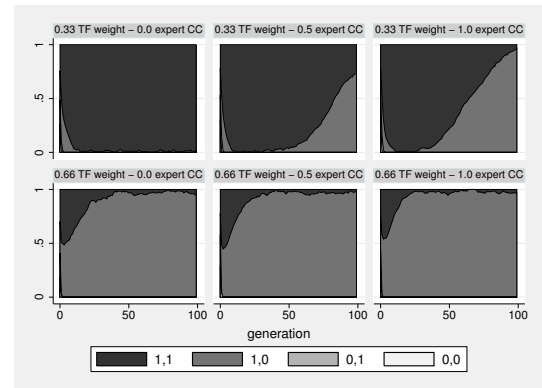 0.33 TF weight − 0.0 expert CC
0.33 TF weight − 0.5 expert CC
0.33 TF weight − 1.0 expert CC
1
.5
0
0.66 TF weight − 0.0 expert CC
0.66 TF weight − 0.5 expert CC
0.66 TF weight − 1.0 expert CC
1
.5
0
0 50 100
0 50 100
0 50 100
generation
1,1 1,0 0,1 0,0